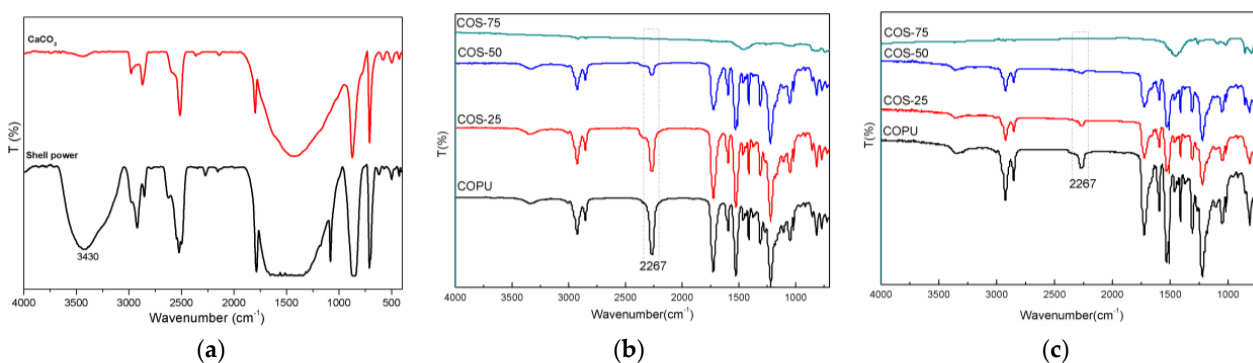 CaCO3
Shell power
3430
T(%)
4000 3500 3000 2500 2000 1500 1000 500
Wavenumber (cm-1)
(a)
COS-75
COS-50
COS-25
COPU
2267
T(%)
4000 3500 3000 2500 2000 1500 1000
Wavenumber(cm-1)
(b)
COS-75
COS-50
COS-25
COPU
2267
T(%)
4000 3500 3000 2500 2000 1500 1000
Wavenumber(cm-1)
(c)